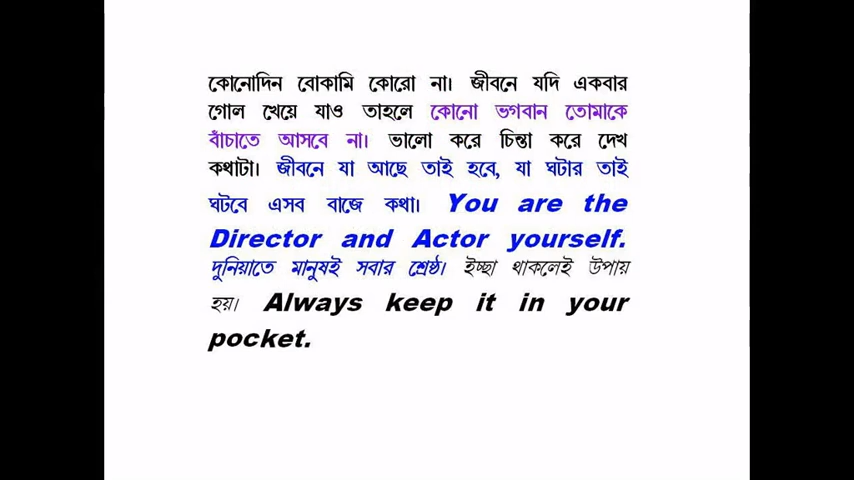 কোনোদিন বোকামি কোরো না। জীবনে যদি একবার
গোল খেয়ে যাও তাহলে কোনো ভগবান তোমাকে
বাঁচাতে আসবে না। ভালো করে চিন্তা করে দেখ
কথাটা। জীবনে যা আছে তাই হবে, যা ঘটার তাই
ঘটবে এসব বাজে কথা। You are the
Director and Actor yourself.
দুনিয়াতে মানুষই সবার শ্রেষ্ঠ। ইচ্ছা থাকলেই উপায়
হয়। Always keep it in your
pocket.